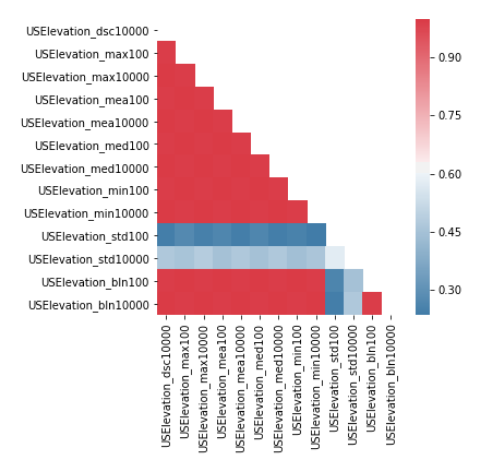 USElevation_dsc10000
USElevation_max100
USElevation_max10000
USElevation_mea100
USElevation_mea10000
USElevation_med100
USElevation_med10000
USElevation_min100
USElevation_min10000
USElevation_std100
USElevation_std10000
USElevation_bln100
USElevation_bln10000
USElevation_dsc10000
USElevation_max100
USElevation_max10000
USElevation_mea100
USElevation_mea10000
USElevation_med100
USElevation_med10000
USElevation_min100
USElevation_min10000
USElevation_std100
USElevation_std10000
USElevation_bln100
USElevation_bln10000
0.90
0.75
0.60
0.45
0.30